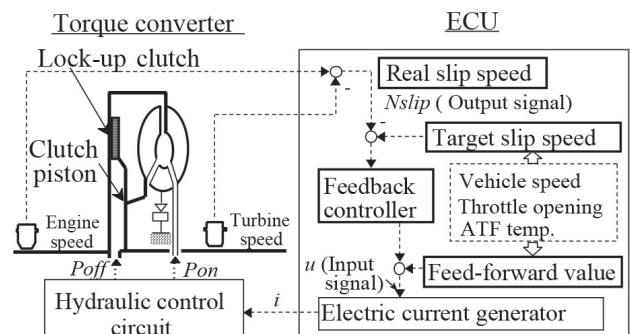 Torque converter
ECU
Lock-up clutch
Real slip speed
-
Nslip ( Output signal)
-
Target slip speed
Clutch
piston
Feedback
controller
Vehicle speed
Throttle opening
ATF temp.
Engine
speed
Turbine
speed
Poff
Pon
u (Input
signal)
Feed-forward value
Hydraulic control
circuit
i
Electric current generator